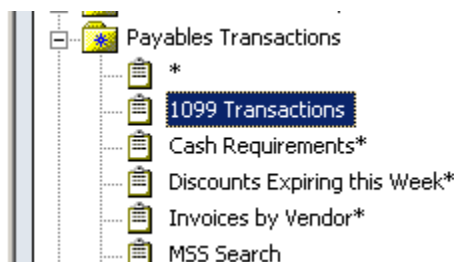 Payables Transactions
*
1099 Transactions
Cash Requirements*
Discounts Expiring this Week*
Invoices by Vendor*
MSS Search